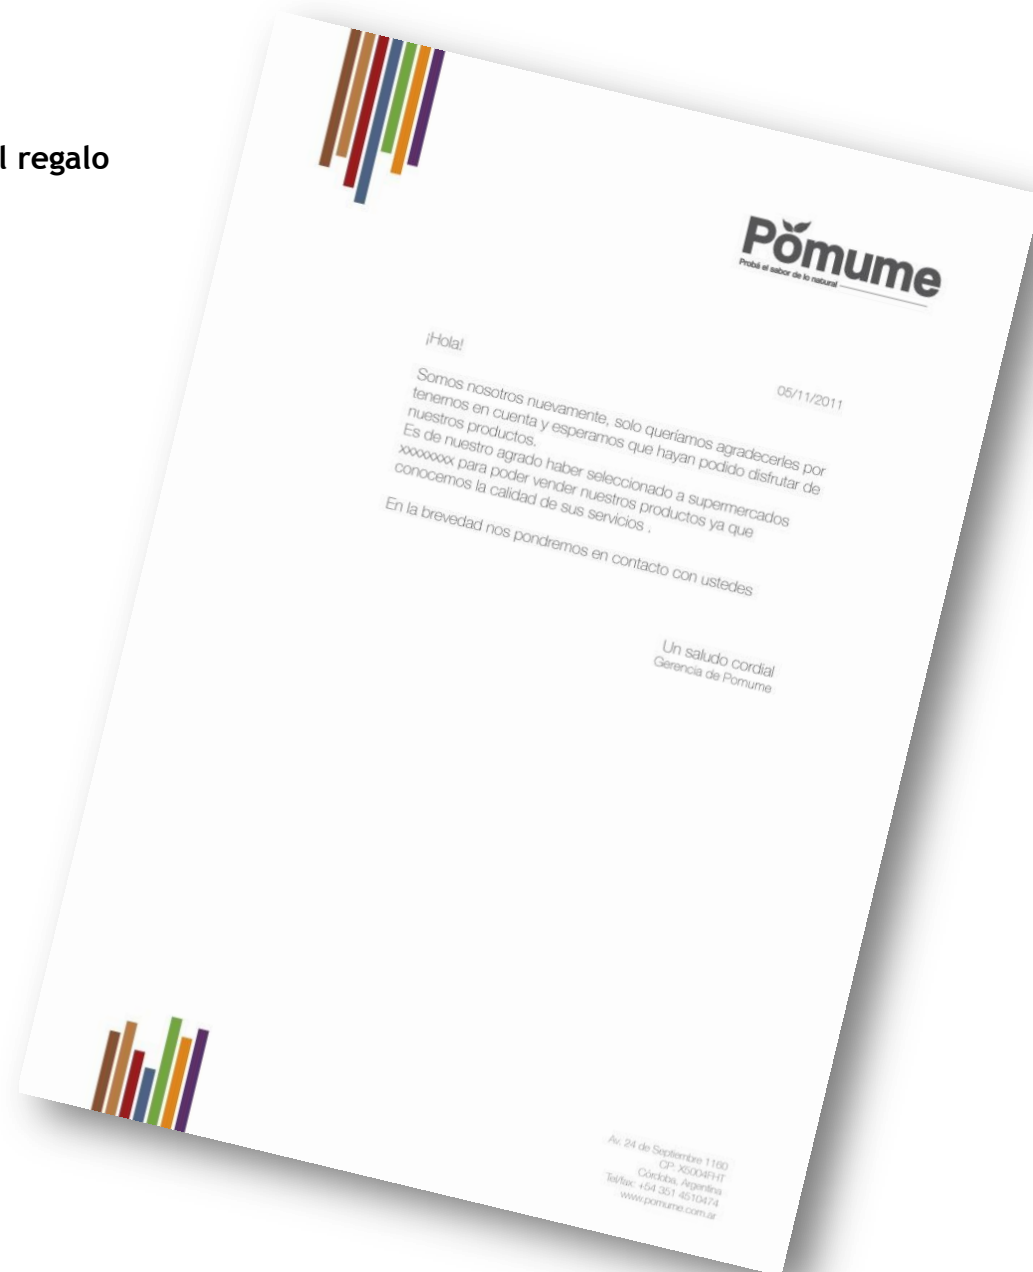 l regalo
Pomume
Probá el sabor de lo natural
¡Hola!
05/11/2011
Somos nosotros nuevamente, solo queríamos agradecerles por
tenernos en cuenta y esperamos que hayan podido disfrutar de
nuestros productos.
Es de nuestro agrado haber seleccionado a supermercados
xxxxxxxx para poder vender nuestros productos ya que
conocemos la calidad de sus servicios .
En la brevedad nos pondremos en contacto con ustedes
Un saludo cordial
Gerencia de Pomume
Av. 24 de Septiembre 1160
CP: X5004FHT
Córdoba, Argentina
Tel/fax: +54 351 4510474
www.pomume.com.ar